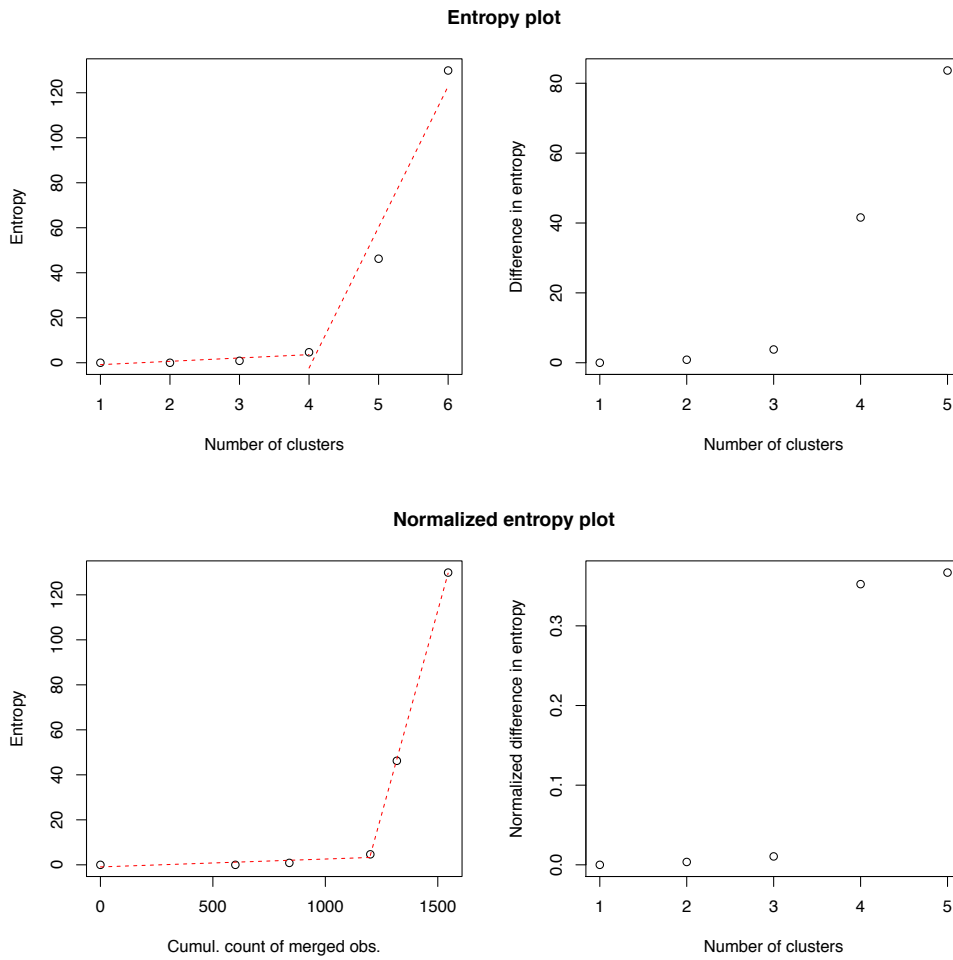 Entropy plot
Entropy
0 20 40 60 80 100 120
1 2 3 4 5 6
Number of clusters
Difference in entropy
0 20 40 60 80
1 2 3 4 5
Number of clusters
Normalized entropy plot
Entropy
0 20 40 60 80 100 120
0 500 1000 1500
Cumul. count of merged obs.
Normalized difference in entropy
0.0 0.1 0.2 0.3
1 2 3 4 5
Number of clusters